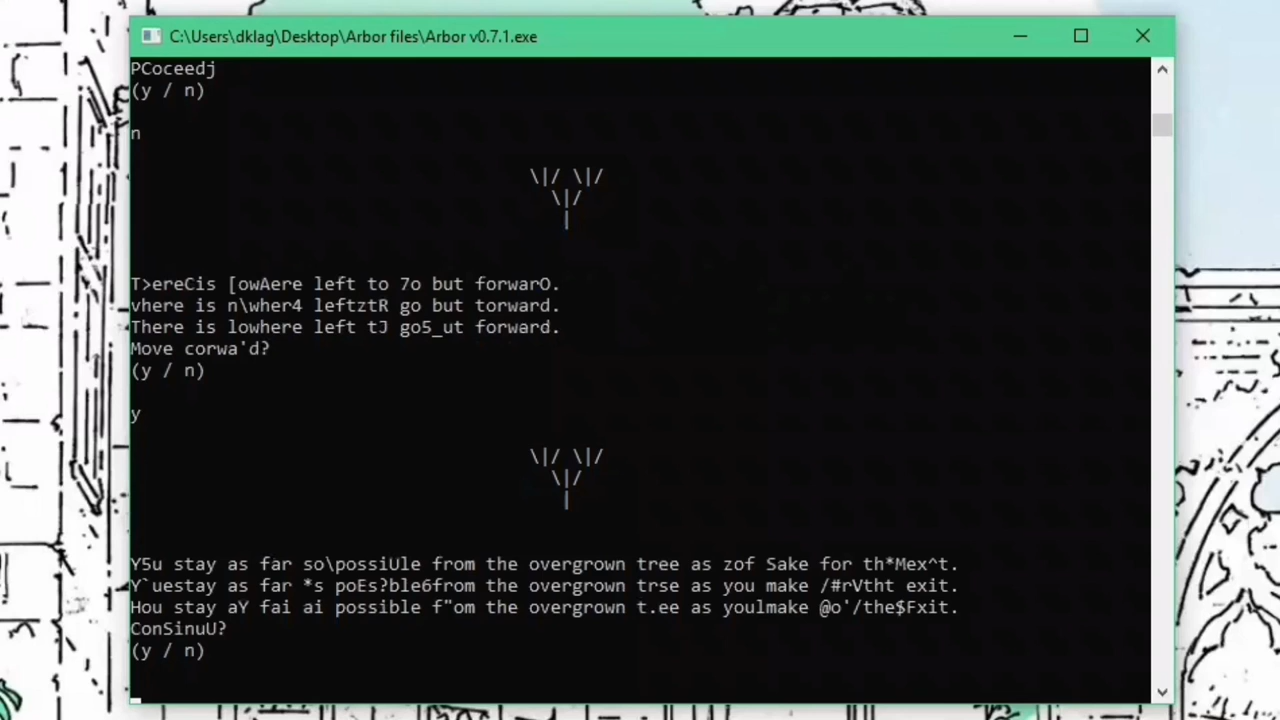 C:\Users\dklag\Desktop\Arbor files\Arbor v0.7.1.exe
PCoceedj
(y / n)
n
\|/ \|/
\|/
|
T>ereCis [owAere left to 7o but forwarO.
vhere is n\wher4 leftztR go but torward.
There is lowhere left tJ go5_ut forward.
Move corwa'd?
(y / n)
y
\|/ \|/
\|/
|
Y5u stay as far so\possiUle from the overgrown tree as zof Sake for th*Mex^t.
Y`uestay as far *s poEs?ble6from the overgrown trse as you make /#rVtht exit.
Hou stay aY fai ai possible f"om the overgrown t.ee as youlmake @o'/the$Fxit.
ConSinuU?
(y / n)